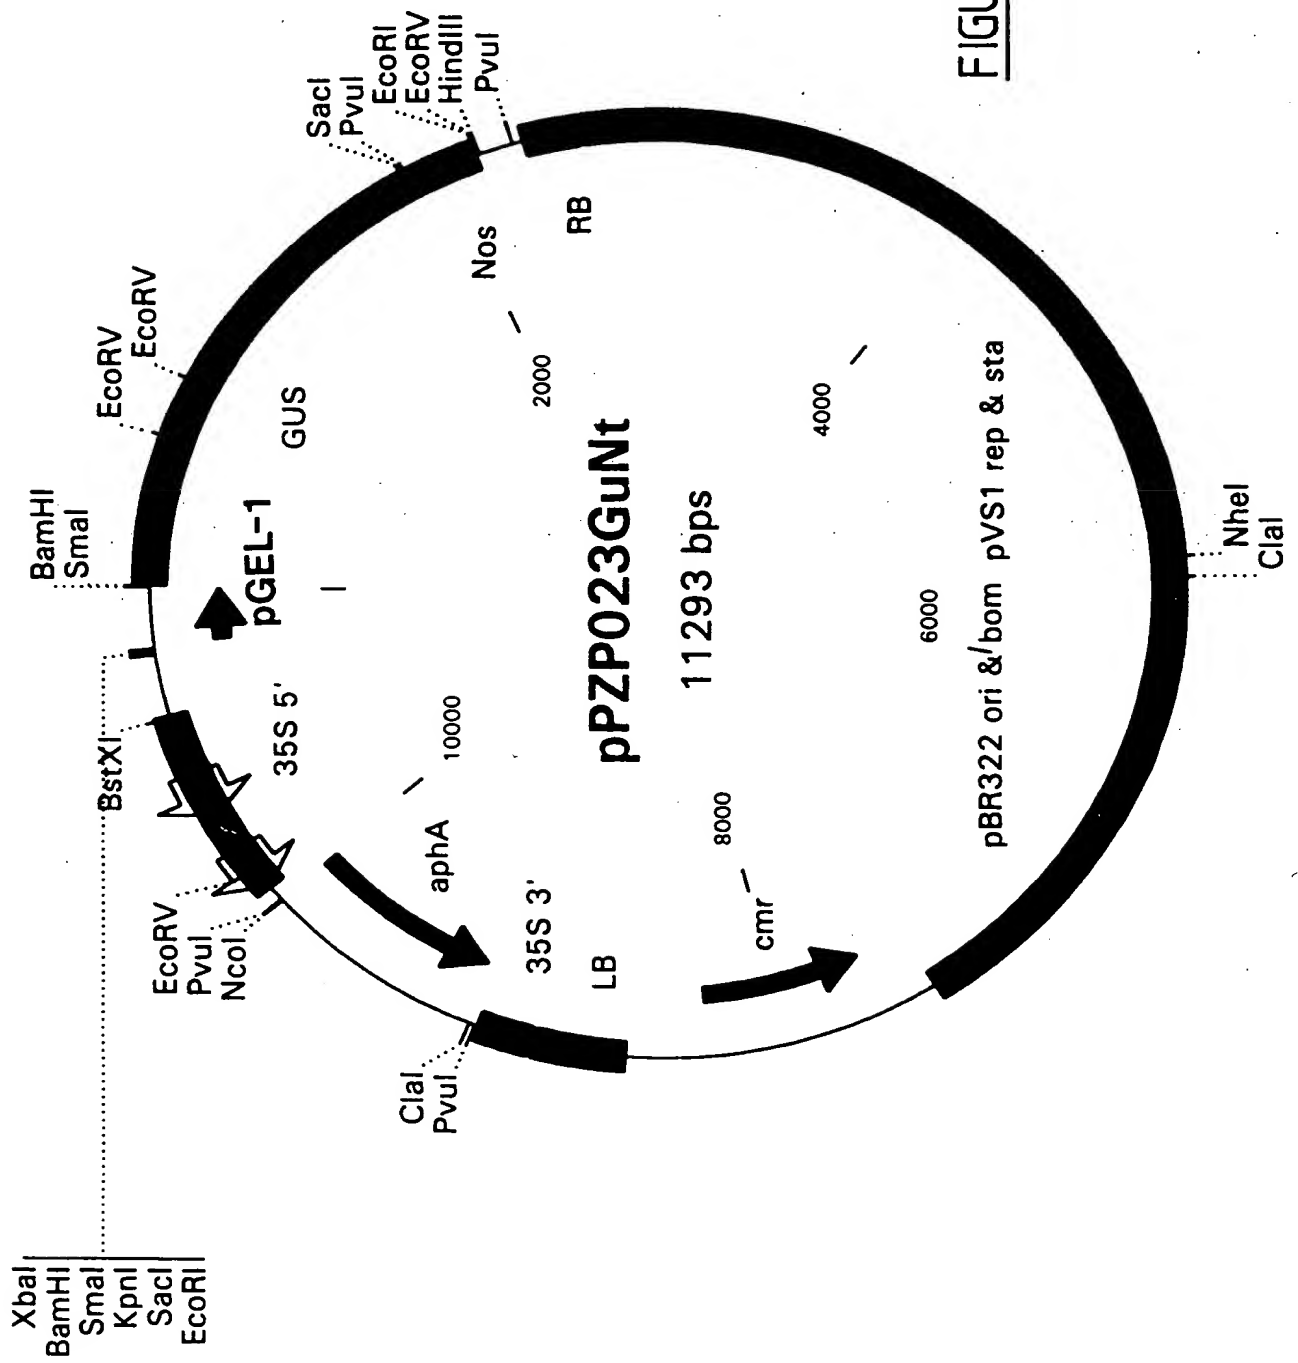 XbaI
BamHI
SmaI
KpnI
SacI
EcoRI
BstXI
BamHI
SmaI
EcoRV
EcoRV
SacI
PvuI
EcoRI
EcoRV
HindIII
PvuI
EcoRV
PvuI
NcoI
ClaI
PvuI
NheI
ClaI
35S 5'
pGEL-1
GUS
Nos
RB
aphA
35S 3'
LB
cmr
10000
2000
4000
6000
8000
pPZP023GuNt
11293 bps
pBR322 ori & bom pVS1 rep & sta
FIGU